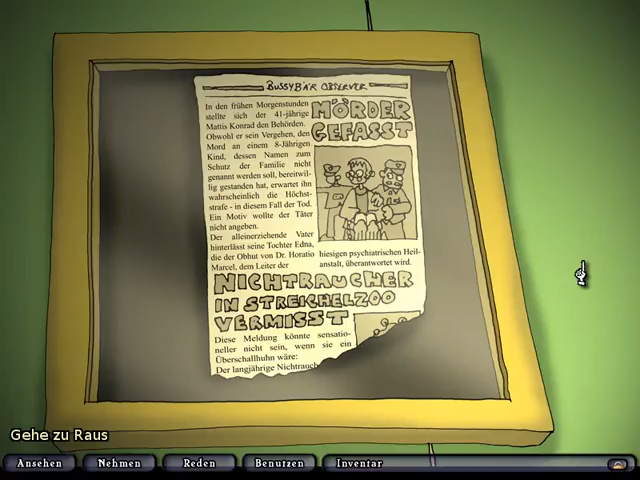 BUSSYBÄR OBSERVER
MÖRDER
GEFASST
In den frühen Morgenstunden
stellte sich der 41-jährige
Mattis Konrad den Behörden.
Obwohl er sein Vergehen, den
Mord an einem 8-Jährigen
Kind, dessen Namen zum
Schutz der Familie nicht
genannt werden soll, bereitwil-
lig gestanden hat, erwartet ihn
wahrscheinlich die Höchst-
strafe - in diesem Fall der Tod.
Ein Motiv wollte der Täter
nicht angeben.
Der alleinerziehende Vater
hinterlässt seine Tochter Edna,
die der Obhut von Dr. Horatio
Marcel, dem Leiter der
hiesigen psychiatrischen Heil-
anstalt, überantwortet wird.
NICHTRAUCHER
IN STREICHELZOO
VERMISST
Diese Meldung könnte sensatio-
neller nicht sein, wenn sie ein
Überschallhuhn wäre:
Der langjährige Nichtrauch
Gehe zu Raus
Ansehen
Nehmen
Reden
Benutzen
Inventar